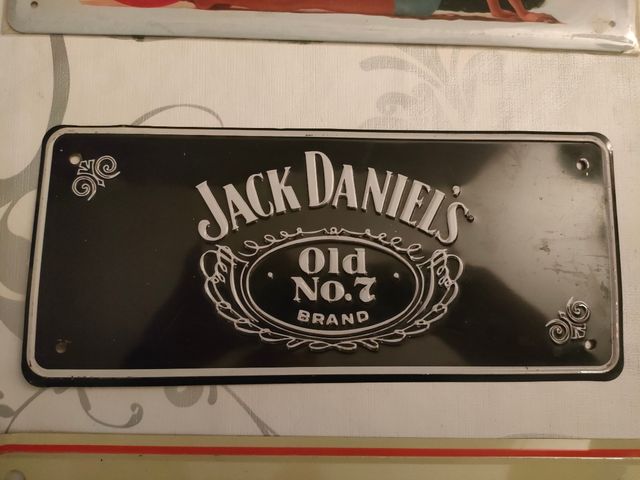 JACK DANIEL'S
Old
No.7
BRAND